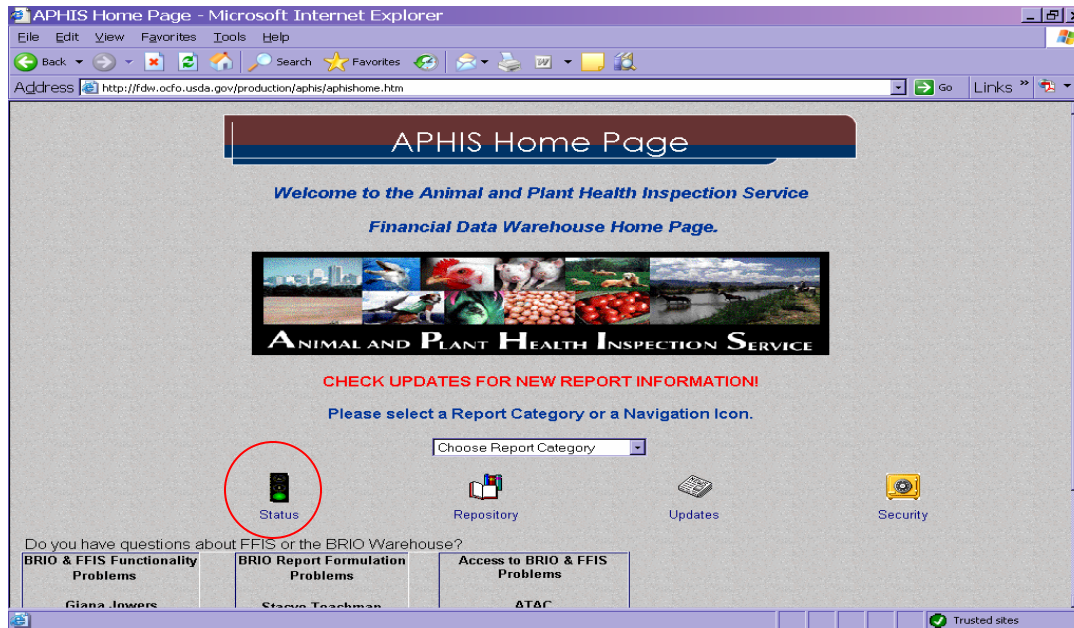 APHIS Home Page - Microsoft Internet Explorer
File Edit View Favorites Tools Help
Back Search Favorites
Address http://fdw.ocfo.usda.gov/production/aphis/aphishome.htm Go Links »
APHIS Home Page
Welcome to the Animal and Plant Health Inspection Service
Financial Data Warehouse Home Page.
ANIMAL AND PLANT HEALTH INSPECTION SERVICE
CHECK UPDATES FOR NEW REPORT INFORMATION!
Please select a Report Category or a Navigation Icon.
Choose Report Category
Status Repository Updates Security
Do you have questions about FFIS or the BRIO Warehouse?
BRIO & FFIS Functionality Problems
BRIO Report Formulation Problems
Access to BRIO & FFIS Problems
Giana Jowers Stacye Teachman ATAC
Trusted sites